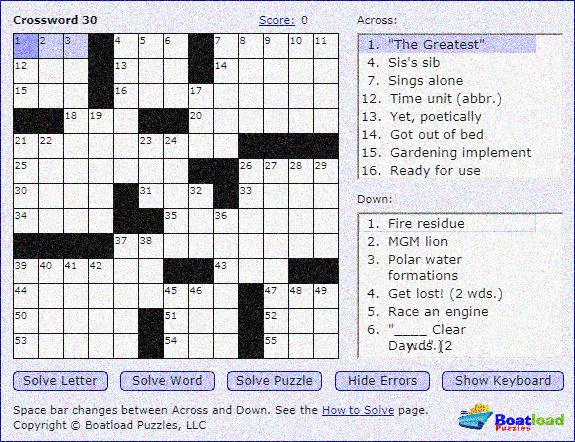 Crossword 30
Score: 0
1 2 3 4 5 6 7 8 9 10 11
12 13 14
15 16 17
18 19 20
21 22 23 24
25 26 27 28 29
30 31 32 33
34 35 36
37 38
39 40 41 42 43
44 45 46 47 48 49
50 51 52
53 54 55
Across:
1. "The Greatest"
4. Sis's sib
7. Sings alone
12. Time unit (abbr.)
13. Yet, poetically
14. Got out of bed
15. Gardening implement
16. Ready for use
Down:
1. Fire residue
2. MGM lion
3. Polar water
formations
4. Get lost! (2 wds.)
5. Race an engine
6. "____ Clear
Solve Letter
Solve Word
Solve Puzzle
Hide Errors
Show Keyboard
Space bar changes between Across and Down. See the How to Solve page.
Copyright © Boatload Puzzles, LLC
Boatload
Puzzles